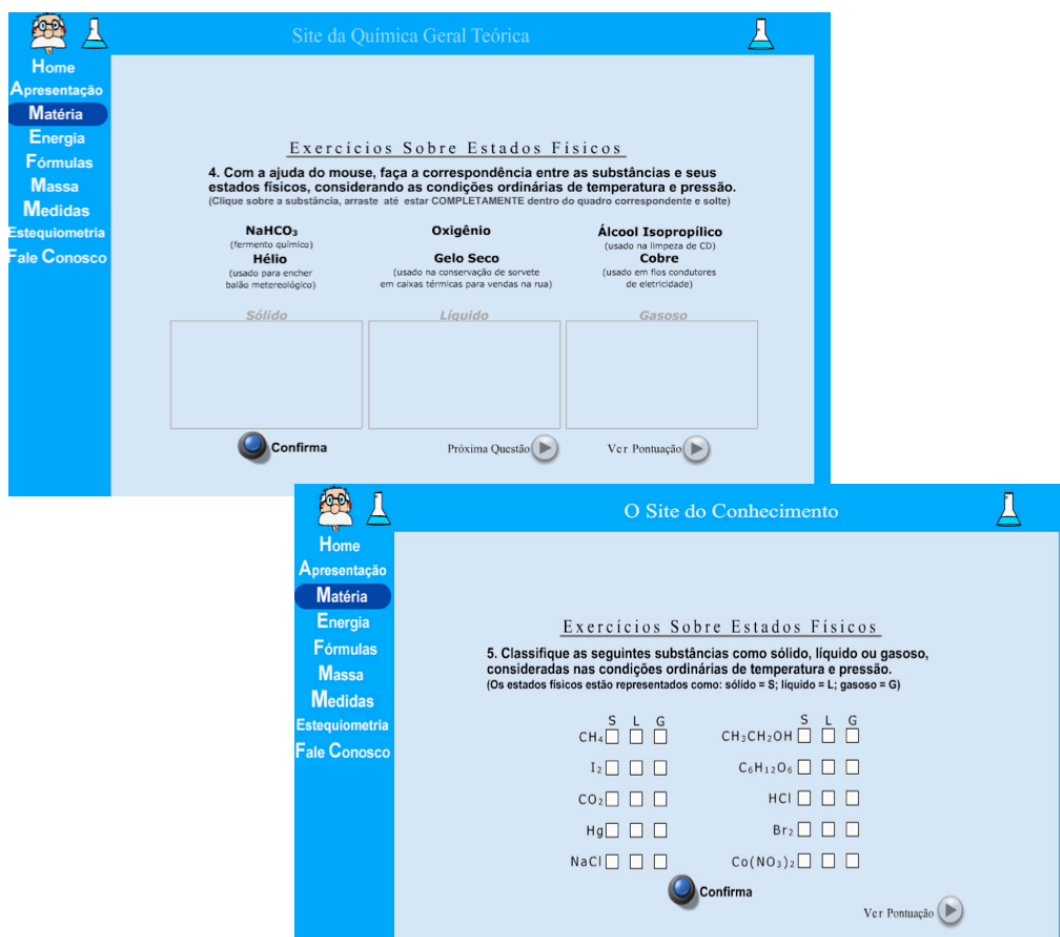 Site da Química Geral Teórica
Home
Apresentação
Matéria
Energia
Fórmulas
Massa
Medidas
Estequiometria
Fale Conosco
Exercícios Sobre Estados Físicos
4. Com a ajuda do mouse, faça a correspondência entre as substâncias e seus
estados físicos, considerando as condições ordinárias de temperatura e pressão.
(Clique sobre a substância, arraste até estar COMPLETAMENTE dentro do quadro correspondente e solte)
NaHCO₃ Oxigênio Álcool Isopropílico
(fermento químico) (usado na limpeza de CD)
Hélio Gelo Seco Cobre
(usado para encher (usado na conservação de sorvete (usado em fios condutores
balão metereológico) em caixas térmicas para vendas na rua) de eletricidade)
Sólido Líquido Gasoso
Confirma Próxima Questão Ver Pontuação
O Site do Conhecimento
Home
Apresentação
Matéria
Energia
Fórmulas
Massa
Medidas
Estequiometria
Fale Conosco
Exercícios Sobre Estados Físicos
5. Classifique as seguintes substâncias como sólido, líquido ou gasoso,
consideradas nas condições ordinárias de temperatura e pressão.
(Os estados físicos estão representados como: sólido = S; líquido = L; gasoso = G)
S L G S L G
CH₄ CH₃CH₂OH
I₂ C₆H₁₂O₆
CO₂ HCl
Hg Br₂
NaCl Co(NO₃)₂
Confirma
Ver Pontuação